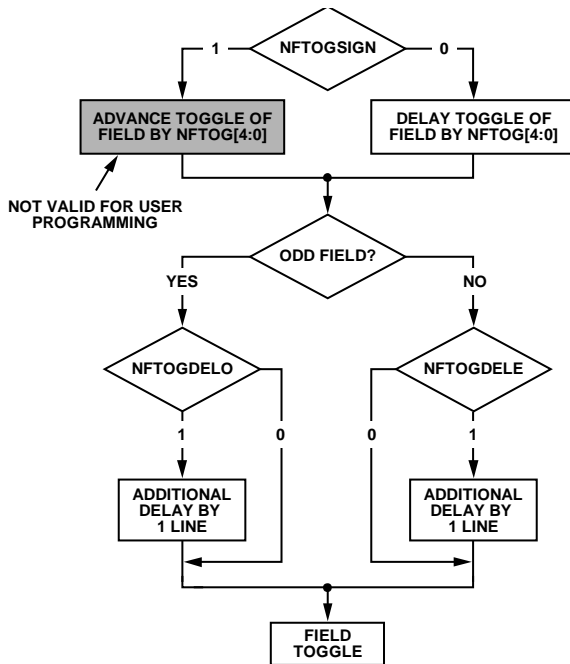 NFTOGSIGN
1
0
ADVANCE TOGGLE OF
FIELD BY NFTOG[4:0]
DELAY TOGGLE OF
FIELD BY NFTOG[4:0]
NOT VALID FOR USER
PROGRAMMING
ODD FIELD?
YES
NO
NFTOGDELO
NFTOGDELE
1
0
0
1
ADDITIONAL
DELAY BY
1 LINE
ADDITIONAL
DELAY BY
1 LINE
FIELD
TOGGLE